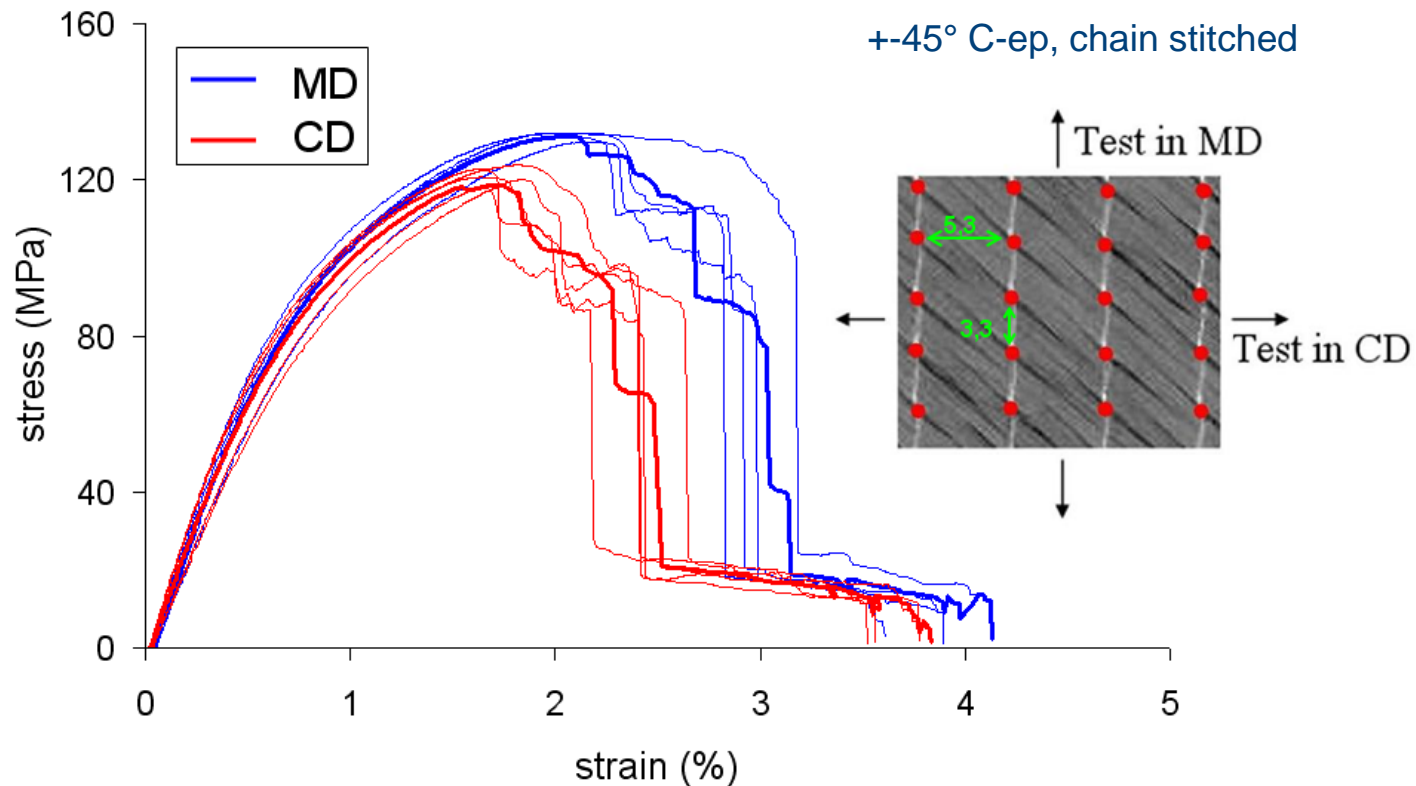 +-45° C-ep, chain stitched
MD
CD
160
120
80
40
0
stress (MPa)
0 1 2 3 4 5
strain (%)
Test in MD
5,3
3,3
Test in CD